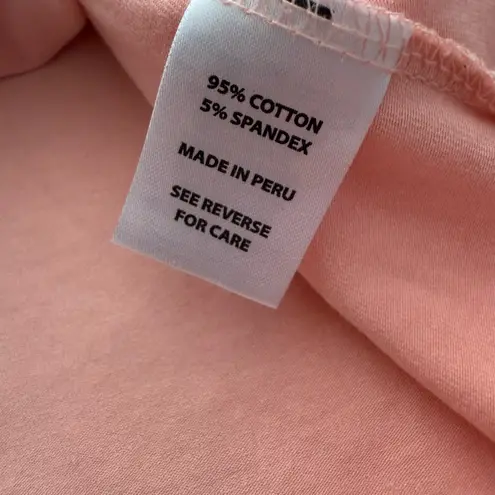 95% COTTON
5% SPANDEX
MADE IN PERU
SEE REVERSE
FOR CARE